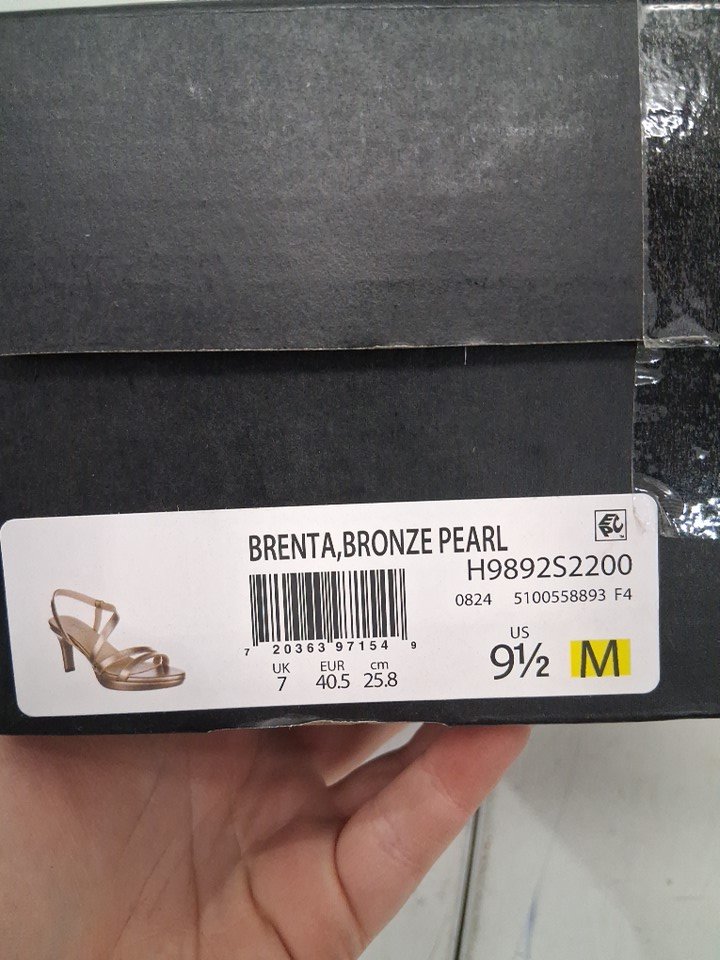 BRENTA,BRONZE PEARL
H9892S2200
0824 5100558893 F4
7 20363 97154 9
UK EUR cm
7 40.5 25.8
US
9½ M